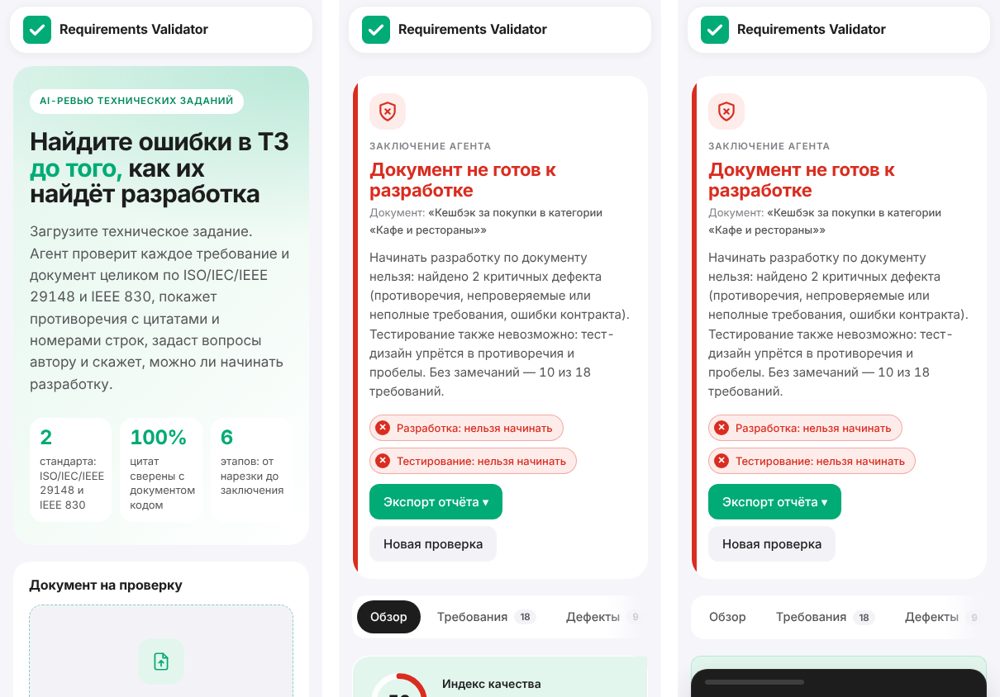 Requirements Validator
AI-РЕВЬЮ ТЕХНИЧЕСКИХ ЗАДАНИЙ
Найдите ошибки в ТЗ
до того, как их
найдёт разработка
Загрузите техническое задание.
Агент проверит каждое требование и
документ целиком по ISO/IEC/IEEE
29148 и IEEE 830, покажет
противоречия с цитатами и
номерами строк, задаст вопросы
автору и скажет, можно ли начинать
разработку.
2
стандарта:
ISO/IEC/IEEE
29148 и
IEEE 830
100%
цитат
сверены с
документом
кодом
6
этапов: от
нарезки до
заключения
Документ на проверку
Requirements Validator
ЗАКЛЮЧЕНИЕ АГЕНТА
Документ не готов к
разработке
Документ: «Кешбэк за покупки в категории
«Кафе и рестораны»»
Начинать разработку по документу
нельзя: найдено 2 критичных дефекта
(противоречия, непроверяемые или
неполные требования, ошибки контракта).
Тестирование также невозможно: тест-
дизайн упрётся в противоречия и
пробелы. Без замечаний — 10 из 18
требований.
Разработка: нельзя начинать
Тестирование: нельзя начинать
Экспорт отчёта ▾
Новая проверка
Обзор Требования 18 Дефекты 9
Индекс качества
Requirements Validator
ЗАКЛЮЧЕНИЕ АГЕНТА
Документ не готов к
разработке
Документ: «Кешбэк за покупки в категории
«Кафе и рестораны»»
Начинать разработку по документу
нельзя: найдено 2 критичных дефекта
(противоречия, непроверяемые или
неполные требования, ошибки контракта).
Тестирование также невозможно: тест-
дизайн упрётся в противоречия и
пробелы. Без замечаний — 10 из 18
требований.
Разработка: нельзя начинать
Тестирование: нельзя начинать
Экспорт отчёта ▾
Новая проверка
Обзор Требования 18 Дефекты 9